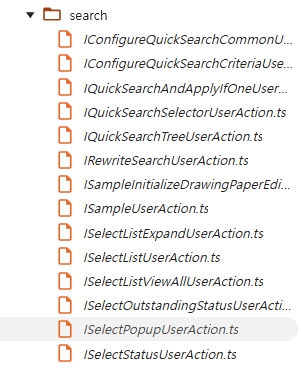 search
IConfigureQuickSearchCommonU...
IConfigureQuickSearchCriteriaUse...
IQuickSearchAndApplyIfOneUser...
IQuickSearchSelectorUserAction.ts
IQuickSearchTreeUserAction.ts
IRewriteSearchUserAction.ts
ISampleInitializeDrawingPaperEdi...
ISampleUserAction.ts
ISelectListExpandUserAction.ts
ISelectListUserAction.ts
ISelectListViewAllUserAction.ts
ISelectOutstandingStatusUserActi...
ISelectPopupUserAction.ts
ISelectStatusUserAction.ts